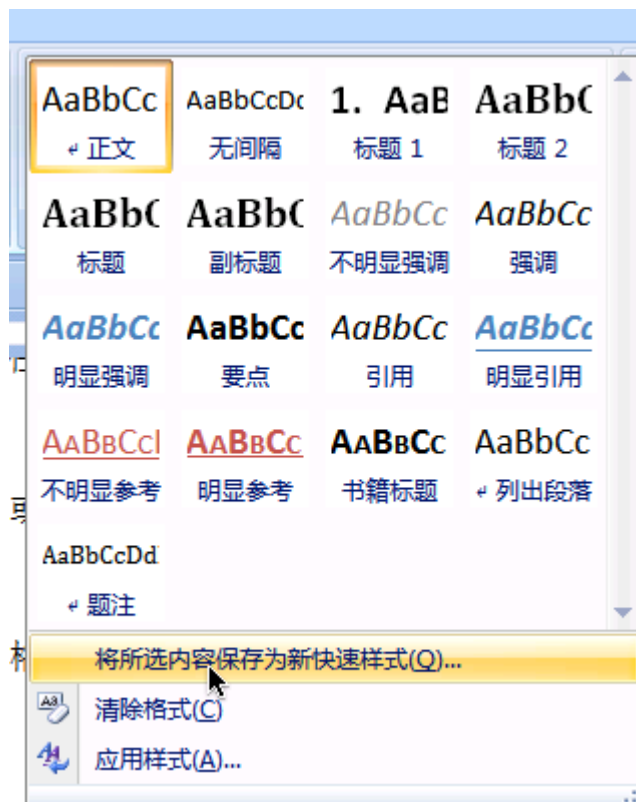 AaBbCc AaBbCcDc 1. AaB AaBb(
↵ 正文 无间隔 标题 1 标题 2
AaBb( AaBb( AaBbCc AaBbCc
标题 副标题 不明显强调 强调
AaBbCc AaBbCc AaBbCc AaBbCc
明显强调 要点 引用 明显引用
AABBCCI AABBCC AABBCC AaBbCc
不明显参考 明显参考 书籍标题 ↵ 列出段落
AaBbCcDd
↵ 题注
将所选内容保存为新快速样式(Q)...
清除格式(C)
应用样式(A)...